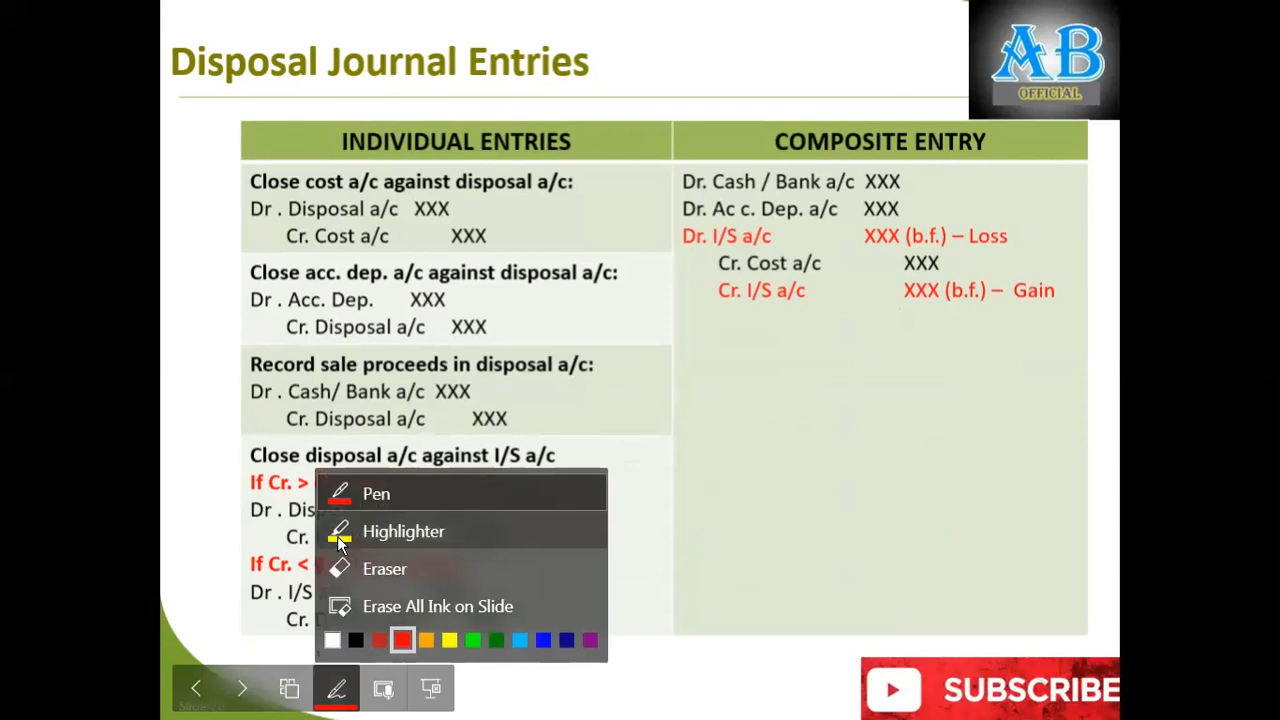 Disposal Journal Entries
AB
OFFICIAL
INDIVIDUAL ENTRIES
COMPOSITE ENTRY
Close cost a/c against disposal a/c:
Dr . Disposal a/c XXX
Cr. Cost a/c XXX
Close acc. dep. a/c against disposal a/c:
Dr . Acc. Dep. XXX
Cr. Disposal a/c XXX
Record sale proceeds in disposal a/c:
Dr . Cash/ Bank a/c XXX
Cr. Disposal a/c XXX
Close disposal a/c against I/S a/c
If Cr. >
Dr . Dis
Cr.
If Cr. <
Dr . I/S
Cr.
Dr. Cash / Bank a/c XXX
Dr. Ac c. Dep. a/c XXX
Dr. I/S a/c XXX (b.f.) – Loss
Cr. Cost a/c XXX
Cr. I/S a/c XXX (b.f.) – Gain
Pen
Highlighter
Eraser
Erase All Ink on Slide
SUBSCRIBE